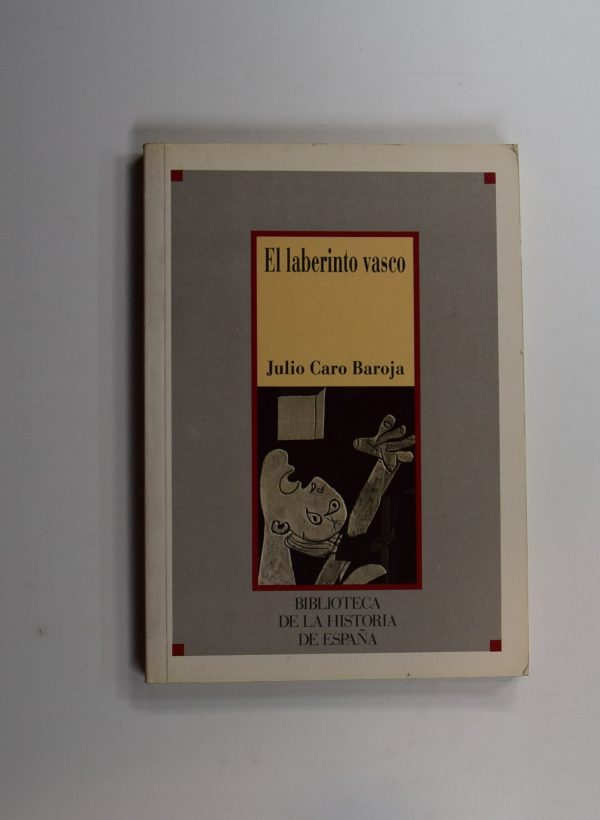 El laberinto vasco
Julio Caro Baroja
BIBLIOTECA
DE LA HISTORIA
DE ESPAÑA